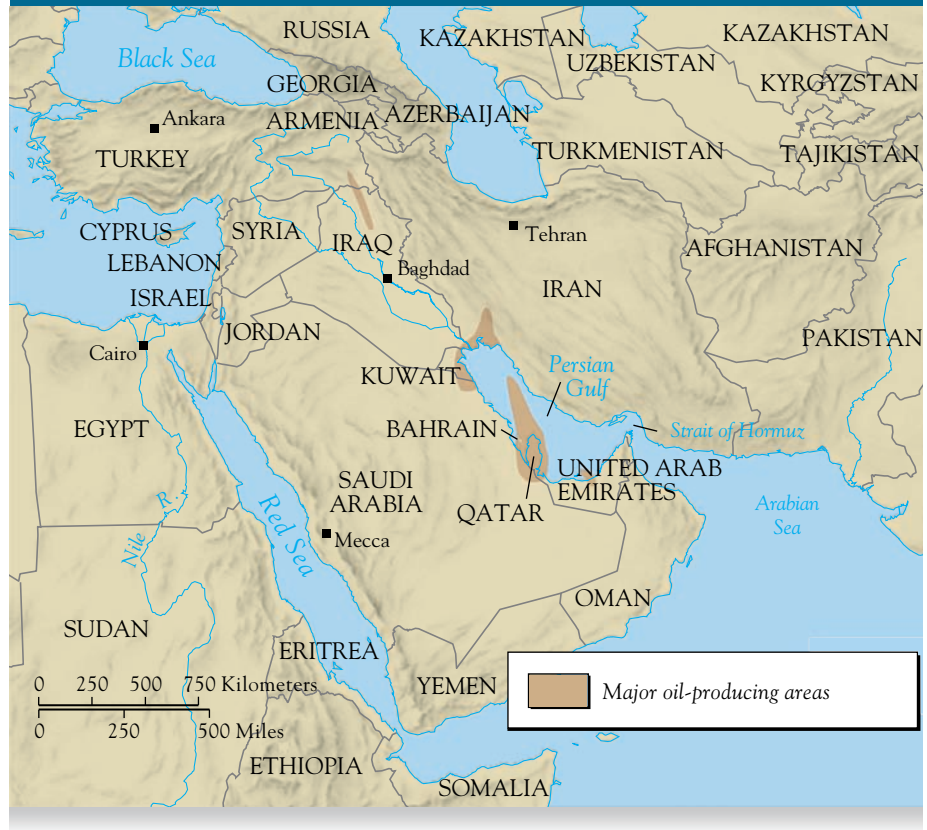 RUSSIA
KAZAKHSTAN
KAZAKHSTAN
Black Sea
UZBEKISTAN
GEORGIA
KYRGYZSTAN
Ankara
ARMENIA
AZERBAIJAN
TURKEY
TURKMENISTAN
TAJIKISTAN
CYPRUS
SYRIA
IRAQ
Tehran
AFGHANISTAN
LEBANON
Baghdad
ISRAEL
IRAN
JORDAN
PAKISTAN
Cairo
KUWAIT
Persian
Gulf
EGYPT
BAHRAIN
Strait of Hormuz
SAUDI
ARABIA
UNITED ARAB
EMIRATES
QATAR
Arabian
Sea
Nile R.
Red Sea
Mecca
OMAN
SUDAN
ERITREA
YEMEN
0 250 500 750 Kilometers
0 250 500 Miles
Major oil-producing areas
ETHIOPIA
SOMALIA